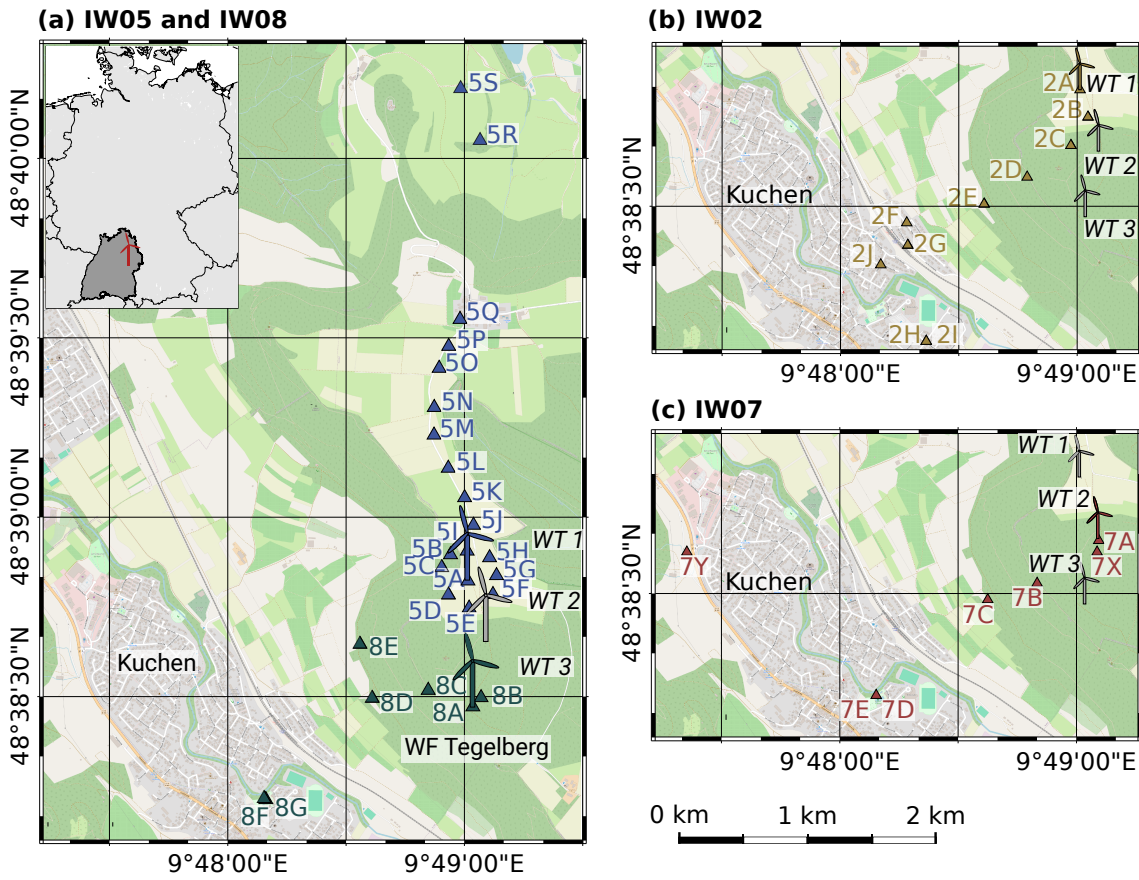 (a) IW05 and IW08
5S
5R
48°40'00"N
5Q
5P
48°39'30"N
5O
5N
5M
5L
5K
48°39'00"N
5J
5I
WT 1
5B
5H
5C
5G
5A
5F
WT 2
5D
5E
8E
Kuchen
WT 3
8C
8B
8D
48°38'30"N
8A
WF Tegelberg
8F
8G
9°48'00"E
9°49'00"E
(b) IW02
2A
WT 1
2B
2C
WT 2
2D
Kuchen
2E
48°38'30"N
WT 3
2F
2G
2J
2H
2I
9°48'00"E
9°49'00"E
(c) IW07
WT 1
WT 2
7A
7Y
WT 3
7X
Kuchen
7B
48°38'30"N
7C
7E
7D
9°48'00"E
9°49'00"E
0 km
1 km
2 km